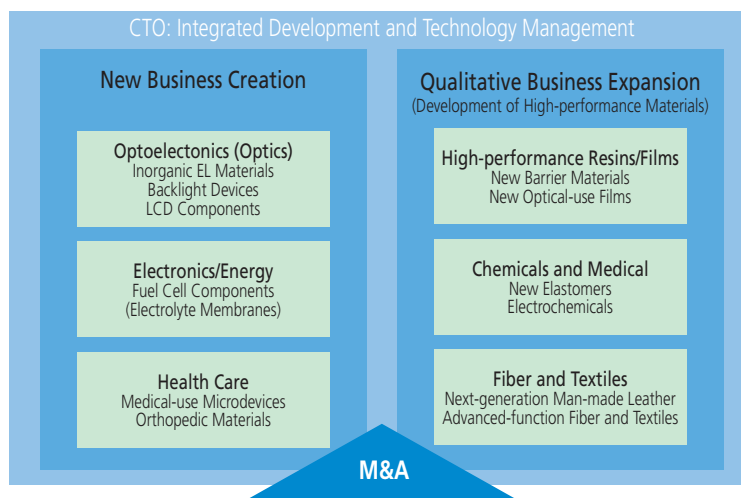 CTO: Integrated Development and Technology Management
New Business Creation
Optoelectonics (Optics)
Inorganic EL Materials
Backlight Devices
LCD Components
Electronics/Energy
Fuel Cell Components
(Electrolyte Membranes)
Health Care
Medical-use Microdevices
Orthopedic Materials
Qualitative Business Expansion
(Development of High-performance Materials)
High-performance Resins/Films
New Barrier Materials
New Optical-use Films
Chemicals and Medical
New Elastomers
Electrochemicals
Fiber and Textiles
Next-generation Man-made Leather
Advanced-function Fiber and Textiles
M&A